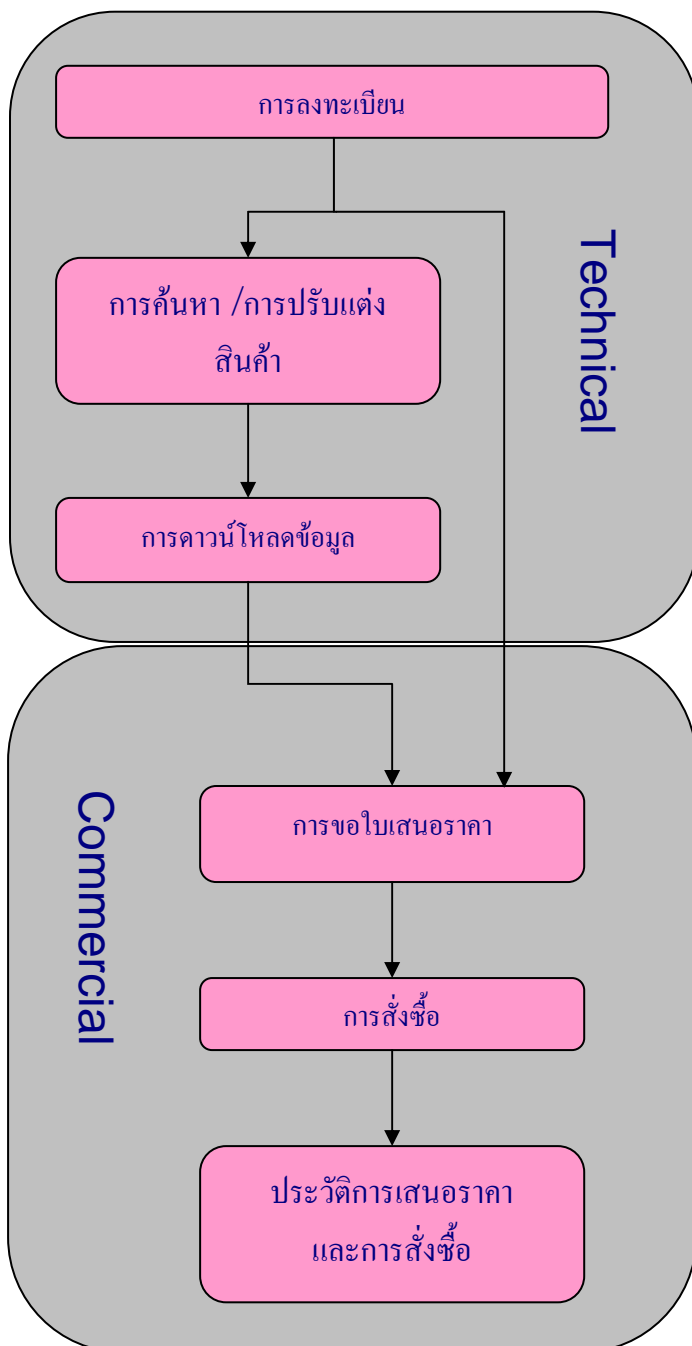 การลงทะเบียน
Technical
การค้นหา /การปรับแต่ง
สินค้า
การดาวน์โหลดข้อมูล
Commercial
การขอใบเสนอราคา
การสั่งซื้อ
ประวัติการเสนอราคา
และการสั่งซื้อ